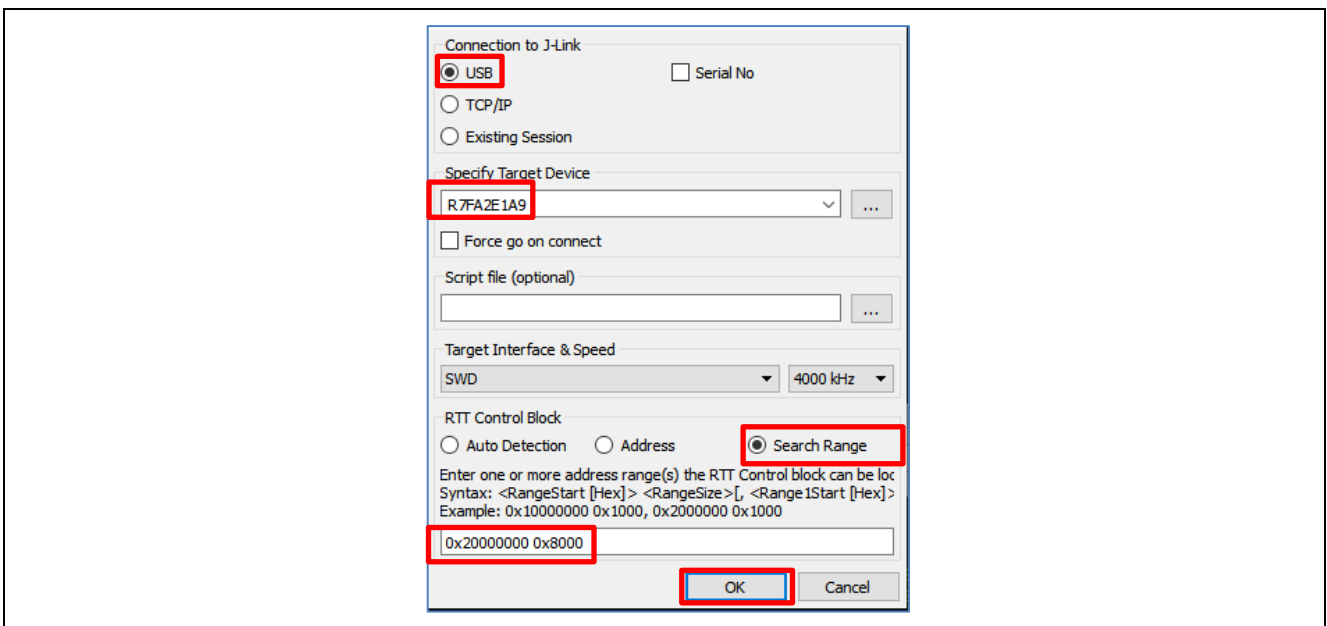 Connection to J-Link
USB Serial No
TCP/IP
Existing Session
Specify Target Device
R7FA2E1A9 ...
Force go on connect
Script file (optional)
...
Target Interface & Speed
SWD 4000 kHz
RTT Control Block
Auto Detection Address Search Range
Enter one or more address range(s) the RTT Control block can be loc
Syntax: <RangeStart [Hex]> <RangeSize>[, <Range1Start [Hex]>
Example: 0x10000000 0x1000, 0x2000000 0x1000
0x20000000 0x8000
OK Cancel